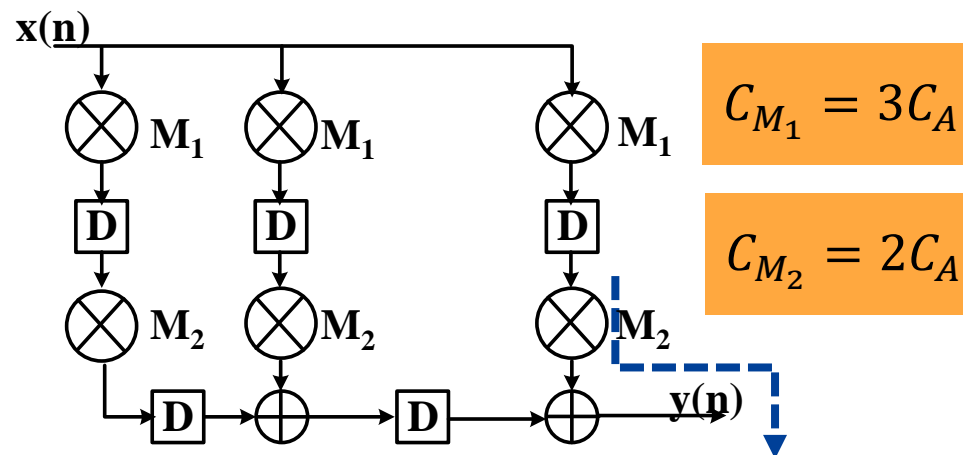 x(n)
M₁ M₁ M₁
D D D
M₂ M₂ M₂
D D y(n)
C_{M₁} = 3C_A
C_{M₂} = 2C_A